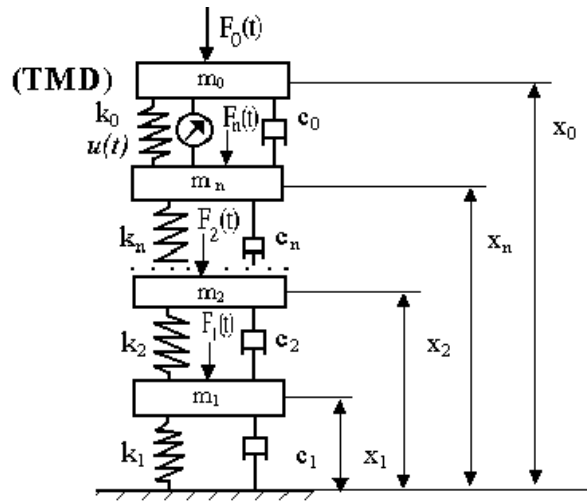 F₀(t)
(TMD) m₀
k₀ Fₙ(t) c₀ x₀
u(t)
mₙ
kₙ F₂(t) cₙ xₙ
m₂
k₂ F₁(t) c₂ x₂
m₁
k₁ c₁ x₁